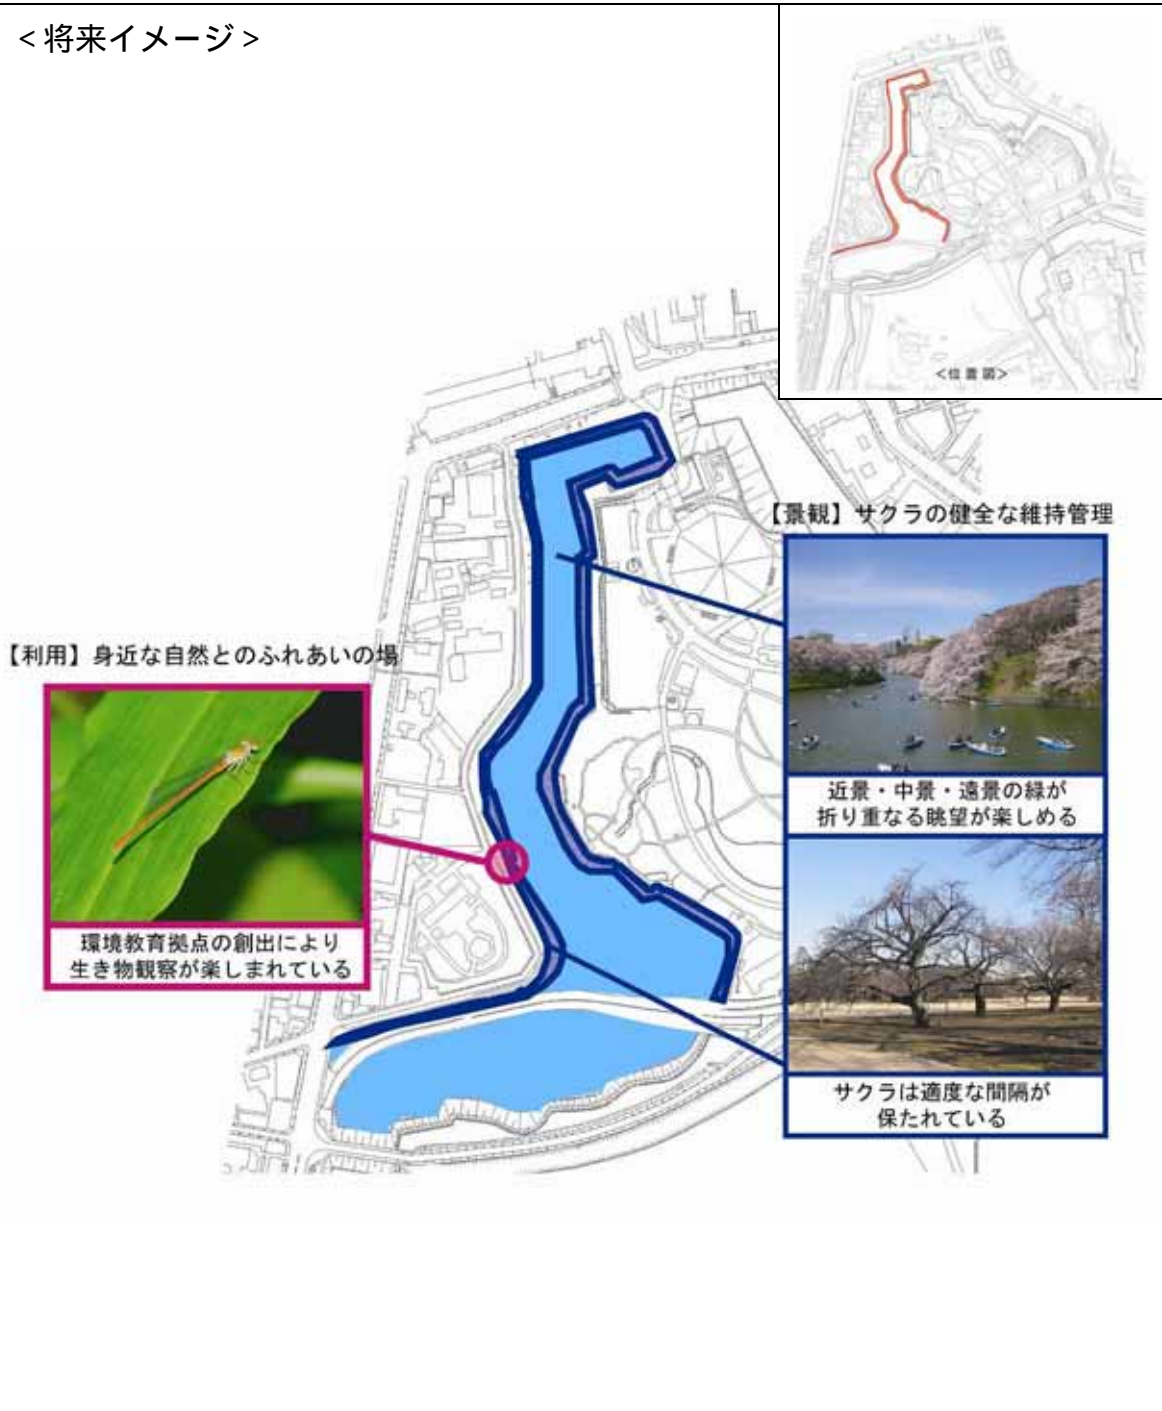 ＜将来イメージ＞
＜位置図＞
【景観】サクラの健全な維持管理
近景・中景・遠景の緑が
折り重なる眺望が楽しめる
サクラは適度な間隔が
保たれている
【利用】身近な自然とのふれあいの場
環境教育拠点の創出により
生き物観察が楽しまれている